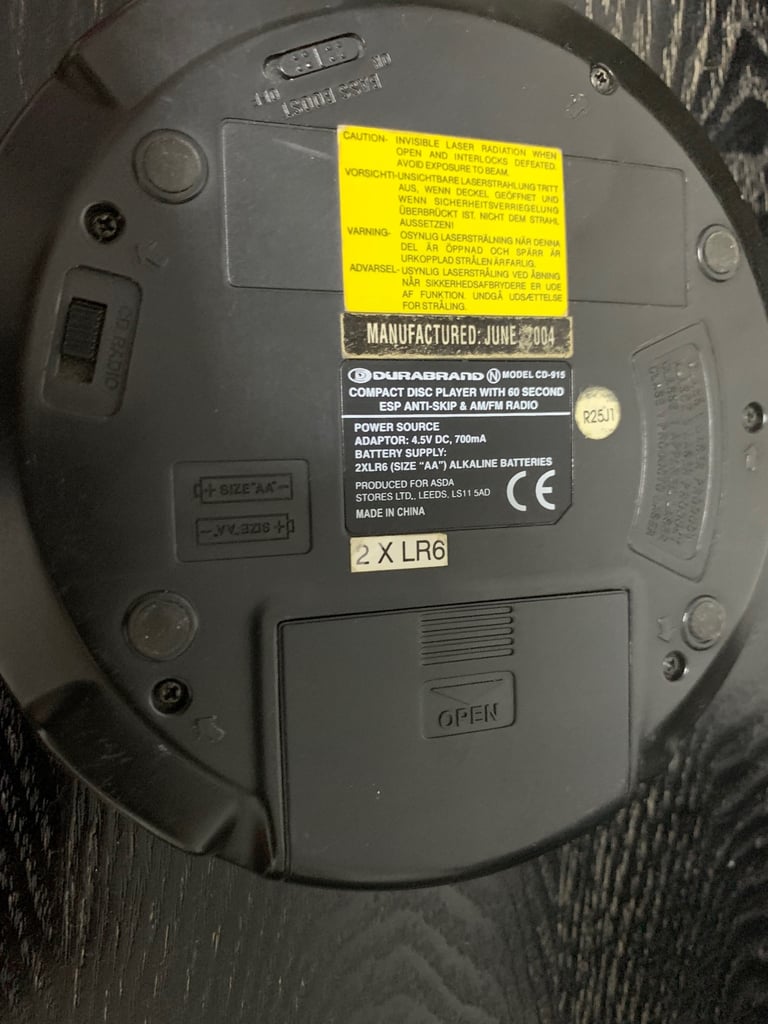 OFF ON
BASS BOOST
CAUTION- INVISIBLE LASER RADIATION WHEN
OPEN AND INTERLOCKS DEFEATED.
AVOID EXPOSURE TO BEAM.
VORSICHT!-UNSICHTBARE LASERSTRAHLUNG TRITT
AUS, WENN DECKEL GEÖFFNET UND
WENN SICHERHEITSVERRIEGELUNG
ÜBERBRÜCKT IST. NICHT DEM STRAHL
AUSSETZEN!
VARNING- OSYNLIG LASERSTRÅLNING NÄR DENNA
DEL ÄR ÖPPNAD OCH SPÄRR ÄR
URKOPPLAD STRÅLEN ÄR FARLIG.
ADVARSEL-USYNLIG LASERSTRÅLING VED ÅBNING
NÅR SIKKERHEDSAFBRYDERE ER UDE
AF FUNKTION. UNDGÅ UDSÆTTELSE
FOR STRÅLING.
MANUFACTURED: JUNE, 2004
DURABRAND N MODEL CD-915
COMPACT DISC PLAYER WITH 60 SECOND
ESP ANTI-SKIP & AM/FM RADIO
POWER SOURCE
ADAPTOR: 4.5V DC, 700mA
BATTERY SUPPLY:
2XLR6 (SIZE "AA") ALKALINE BATTERIES
PRODUCED FOR ASDA
STORES LTD., LEEDS, LS11 5AD
MADE IN CHINA
CE
R25J1
CD RADIO
+ SIZE"AA" -
+ SIZE"AA" -
2 X LR6
OPEN